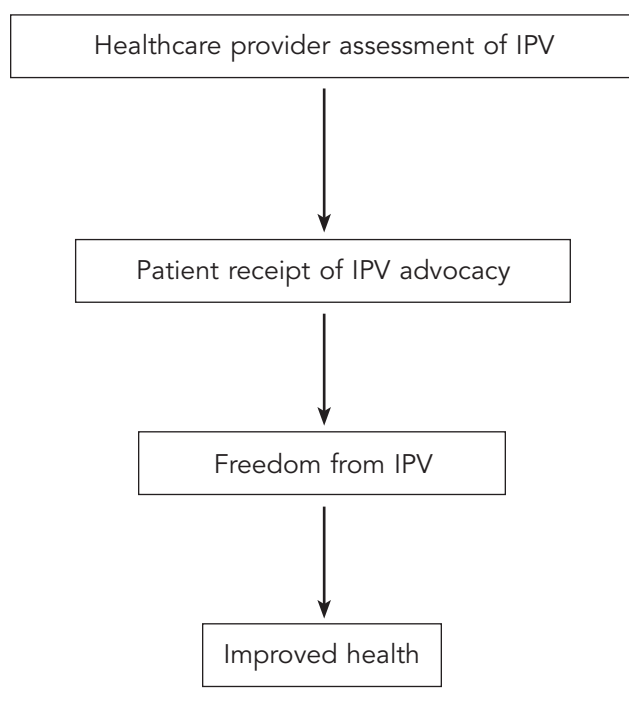 Healthcare provider assessment of IPV
Patient receipt of IPV advocacy
Freedom from IPV
Improved health